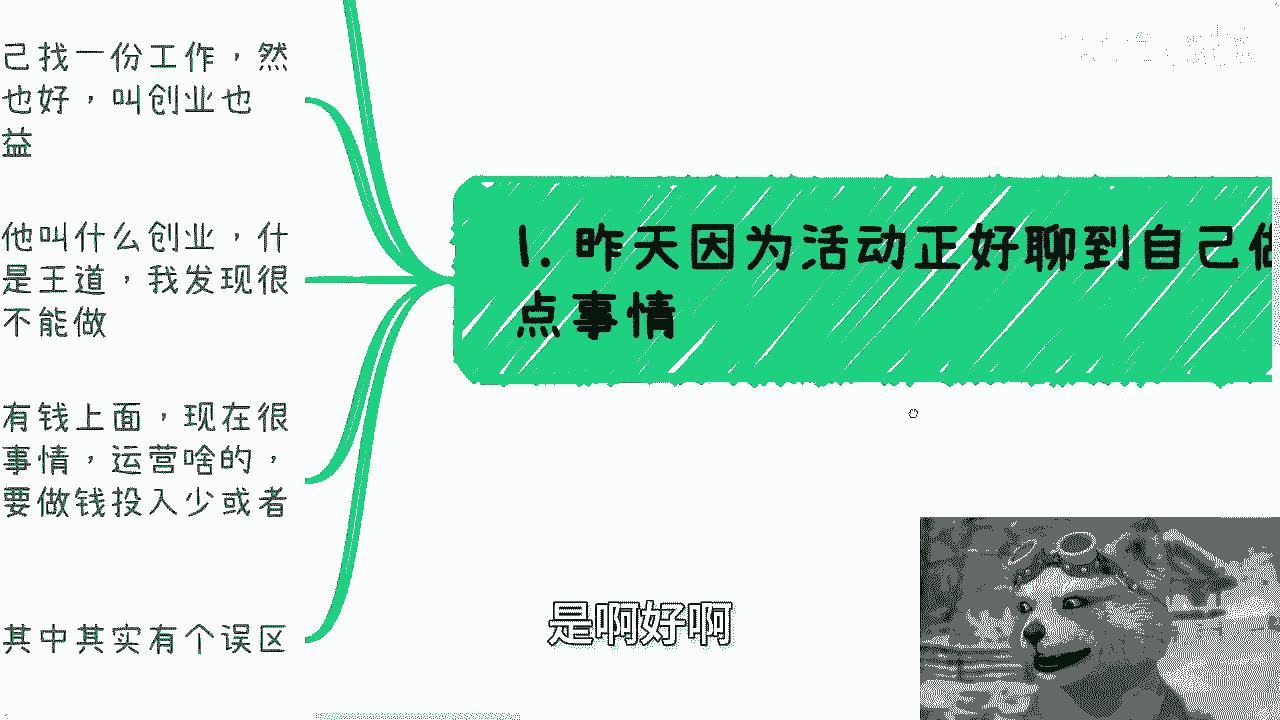 己找一份工作，然
也好，叫创业也
益
他叫什么创业，什
是王道，我发现很
不能做
有钱上面，现在很
事情，运营啥的，
要做钱投入少或者
其中其实有个误区
1. 昨天因为活动正好聊到自己做
点事情
是啊好啊